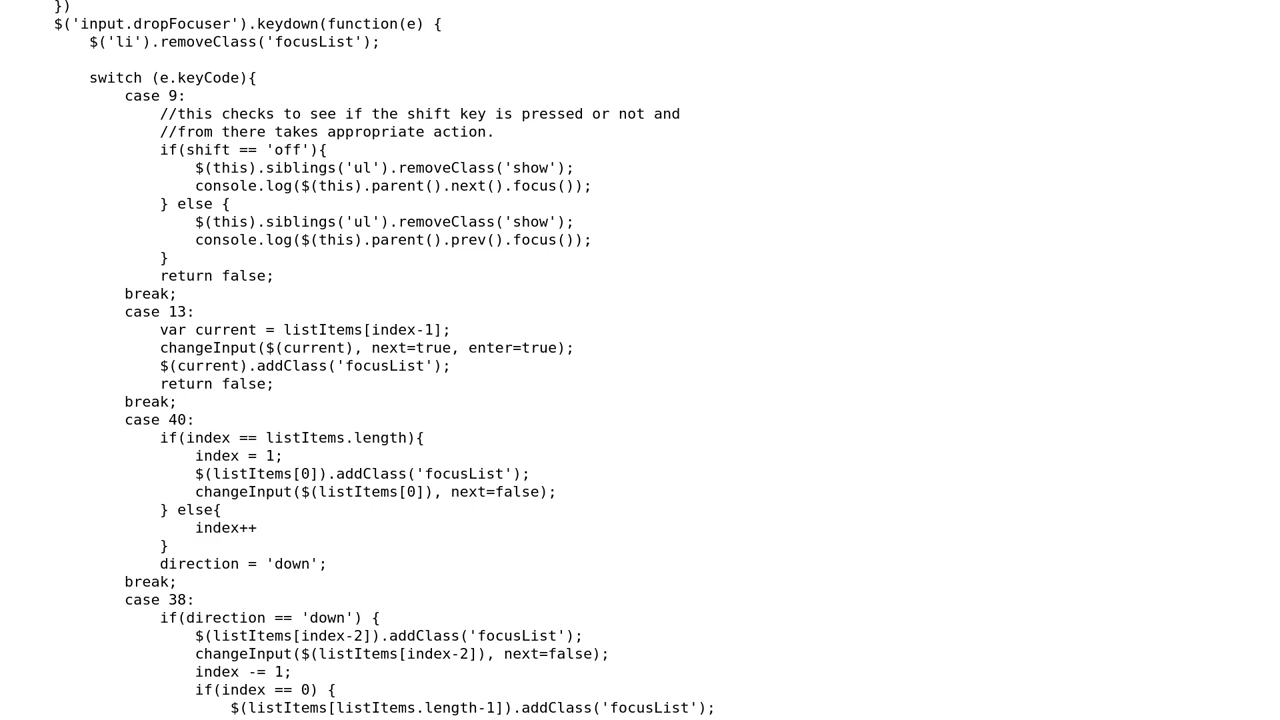 })
$('input.dropFocuser').keydown(function(e) {
$('li').removeClass('focusList');
switch (e.keyCode){
case 9:
//this checks to see if the shift key is pressed or not and
//from there takes appropriate action.
if(shift == 'off'){
$(this).siblings('ul').removeClass('show');
console.log($(this).parent().next().focus());
} else {
$(this).siblings('ul').removeClass('show');
console.log($(this).parent().prev().focus());
}
return false;
break;
case 13:
var current = listItems[index-1];
changeInput($(current), next=true, enter=true);
$(current).addClass('focusList');
return false;
break;
case 40:
if(index == listItems.length){
index = 1;
$(listItems[0]).addClass('focusList');
changeInput($(listItems[0]), next=false);
} else{
index++
}
direction = 'down';
break;
case 38:
if(direction == 'down') {
$(listItems[index-2]).addClass('focusList');
changeInput($(listItems[index-2]), next=false);
index -= 1;
if(index == 0) {
$(listItems[listItems.length-1]).addClass('focusList');